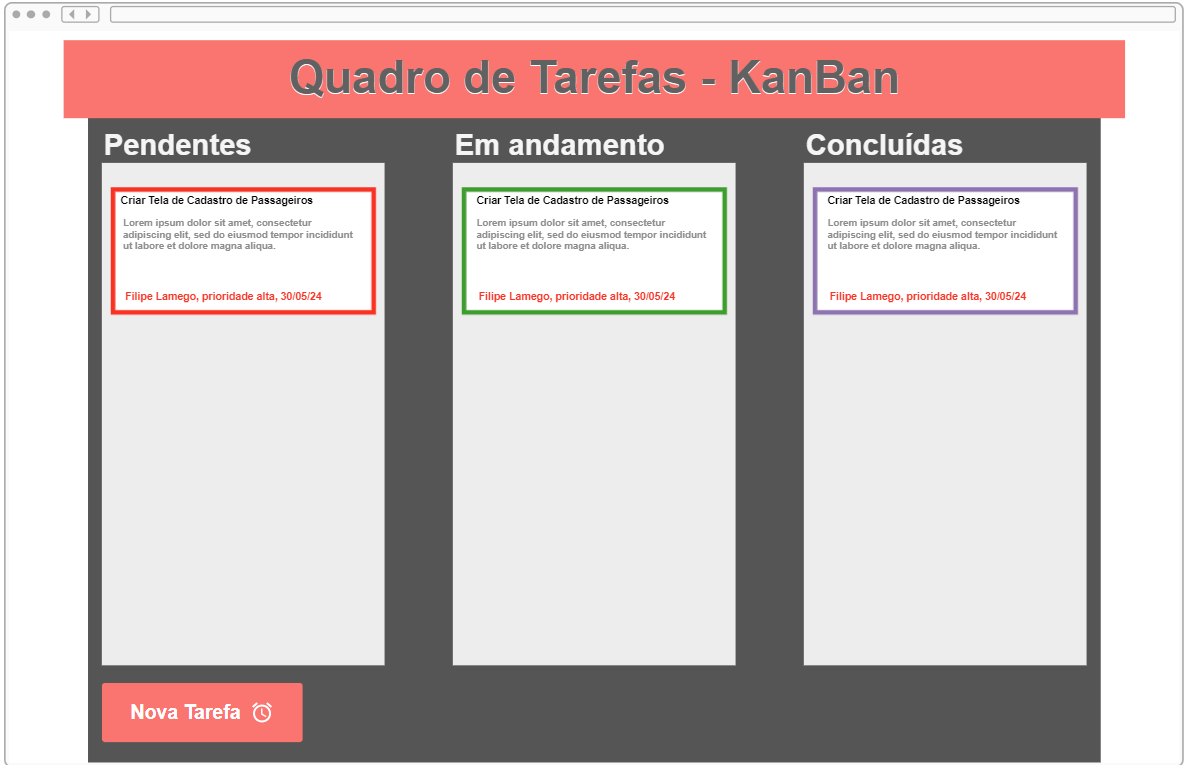 Quadro de Tarefas - KanBan
Pendentes
Criar Tela de Cadastro de Passageiros
Lorem ipsum dolor sit amet, consectetur
adipiscing elit, sed do eiusmod tempor incididunt
ut labore et dolore magna aliqua.
Filipe Lamego, prioridade alta, 30/05/24
Em andamento
Criar Tela de Cadastro de Passageiros
Lorem ipsum dolor sit amet, consectetur
adipiscing elit, sed do eiusmod tempor incididunt
ut labore et dolore magna aliqua.
Filipe Lamego, prioridade alta, 30/05/24
Concluídas
Criar Tela de Cadastro de Passageiros
Lorem ipsum dolor sit amet, consectetur
adipiscing elit, sed do eiusmod tempor incididunt
ut labore et dolore magna aliqua.
Filipe Lamego, prioridade alta, 30/05/24
Nova Tarefa